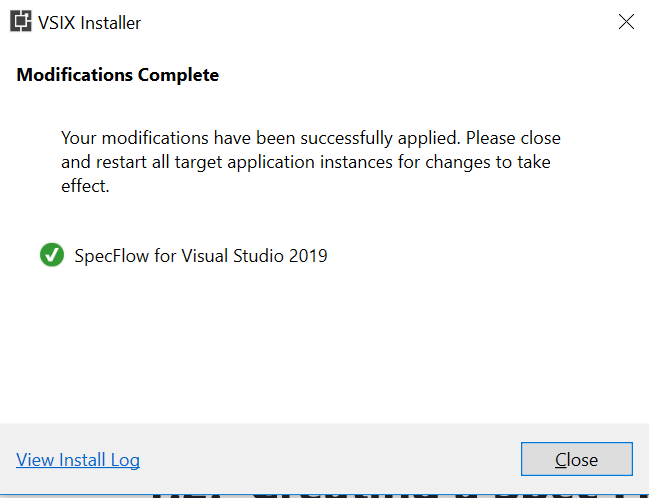 VSIX Installer
Modifications Complete
Your modifications have been successfully applied. Please close
and restart all target application instances for changes to take
effect.
SpecFlow for Visual Studio 2019
View Install Log
Close